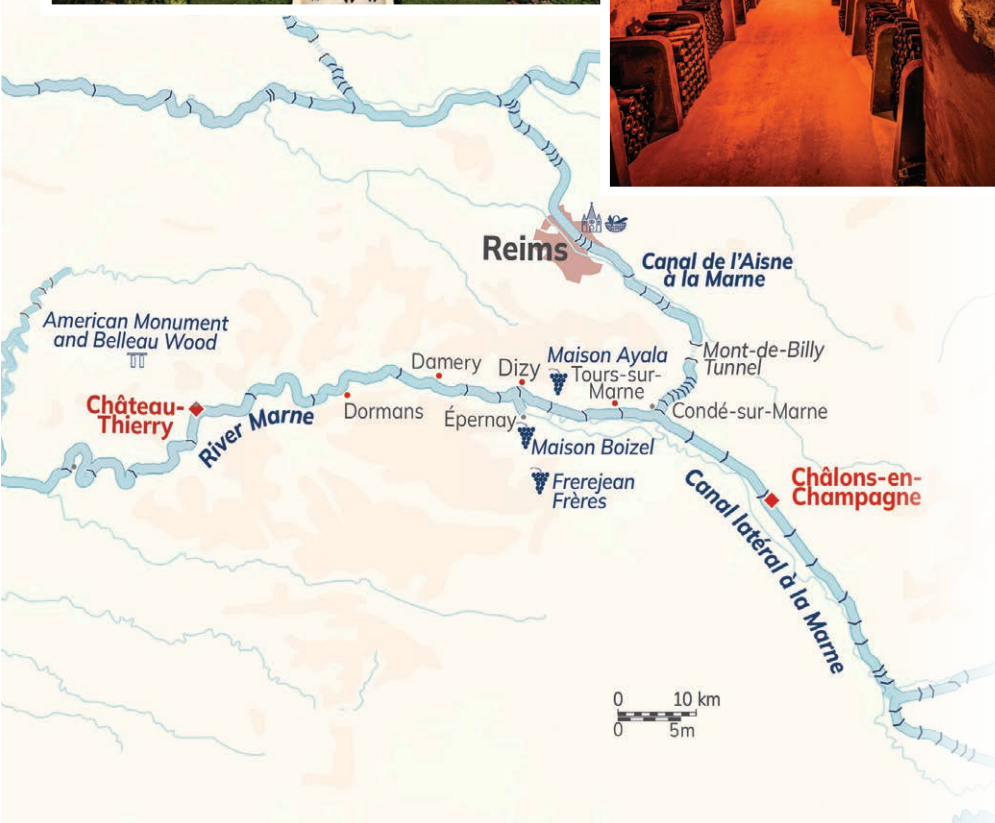 Reims
Canal de l'Aisne
à la Marne
American Monument
and Belleau Wood
Mont-de-Billy
Tunnel
Maison Ayala
Damery
Dizy
Tours-sur-
Marne
Château-
Thierry
River Marne
Dormans
Épernay
Condé-sur-Marne
Maison Boizel
Frerejean
Frères
Châlons-en-
Champagne
Canal latéral à la Marne
0 10 km
0 5m